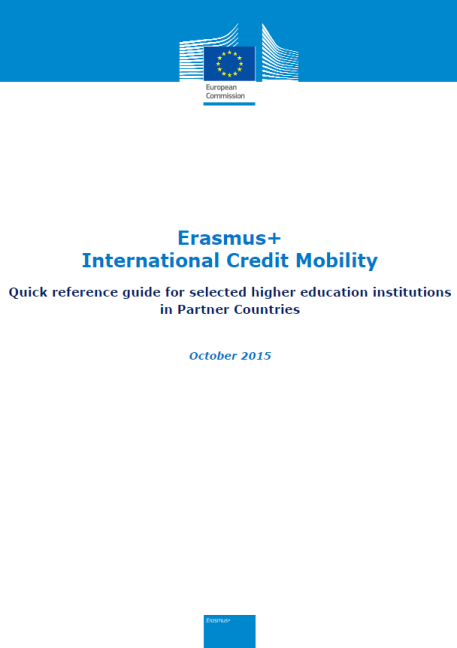 European
Commission
Erasmus+
International Credit Mobility
Quick reference guide for selected higher education institutions
in Partner Countries
October 2015
Erasmus+